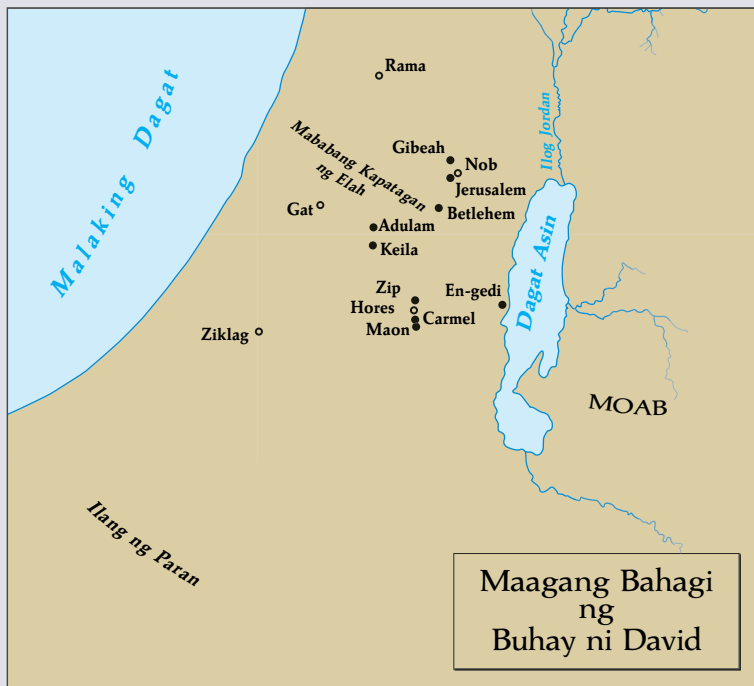 Rama
Malaking Dagat
Mababang Kapatagan
ng Elah
Gibeah
Nob
Jerusalem
Ilog Jordan
Gat
Betlehem
Adulam
Keila
Dagat Asin
Zip
En-gedi
Hores
Carmel
Maon
Ziklag
MOAB
Ilang ng Paran
Maagang Bahagi
ng
Buhay ni David